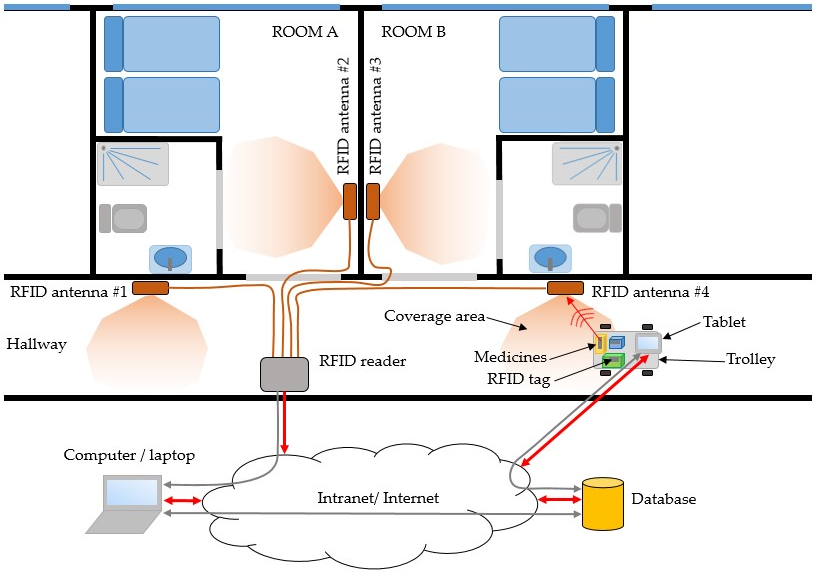 ROOM A
ROOM B
RFID antenna #2
RFID antenna #3
RFID antenna #1
RFID antenna #4
Coverage area
Tablet
Hallway
Medicines
Trolley
RFID reader
RFID tag
Computer / laptop
Intranet/ Internet
Database